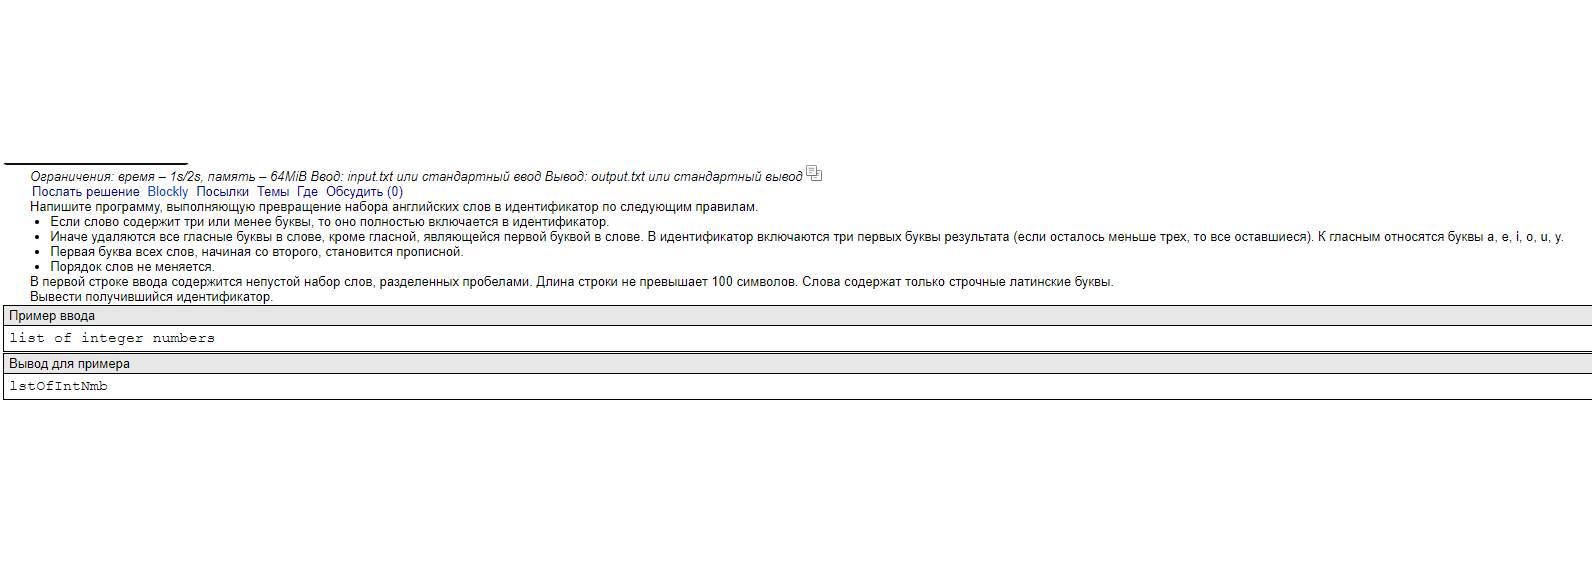 Ограничения: время – 1s/2s, память – 64MiB Ввод: input.txt или стандартный ввод Вывод: output.txt или стандартный вывод
Послать решение Blockly Посылки Темы Где Обсудить (0)
Напишите программу, выполняющую превращение набора английских слов в идентификатор по следующим правилам.
• Если слово содержит три или менее буквы, то оно полностью включается в идентификатор.
• Иначе удаляются все гласные буквы в слове, кроме гласной, являющейся первой буквой в слове. В идентификатор включаются три первых буквы результата (если осталось меньше трех, то все оставшиеся). К гласным относятся буквы a, e, i, o, u, y.
• Первая буква всех слов, начиная со второго, становится прописной.
• Порядок слов не меняется.
В первой строке ввода содержится непустой набор слов, разделенных пробелами. Длина строки не превышает 100 символов. Слова содержат только строчные латинские буквы.
Вывести получившийся идентификатор.
Пример ввода
list of integer numbers
Вывод для примера
lstOfIntNmb